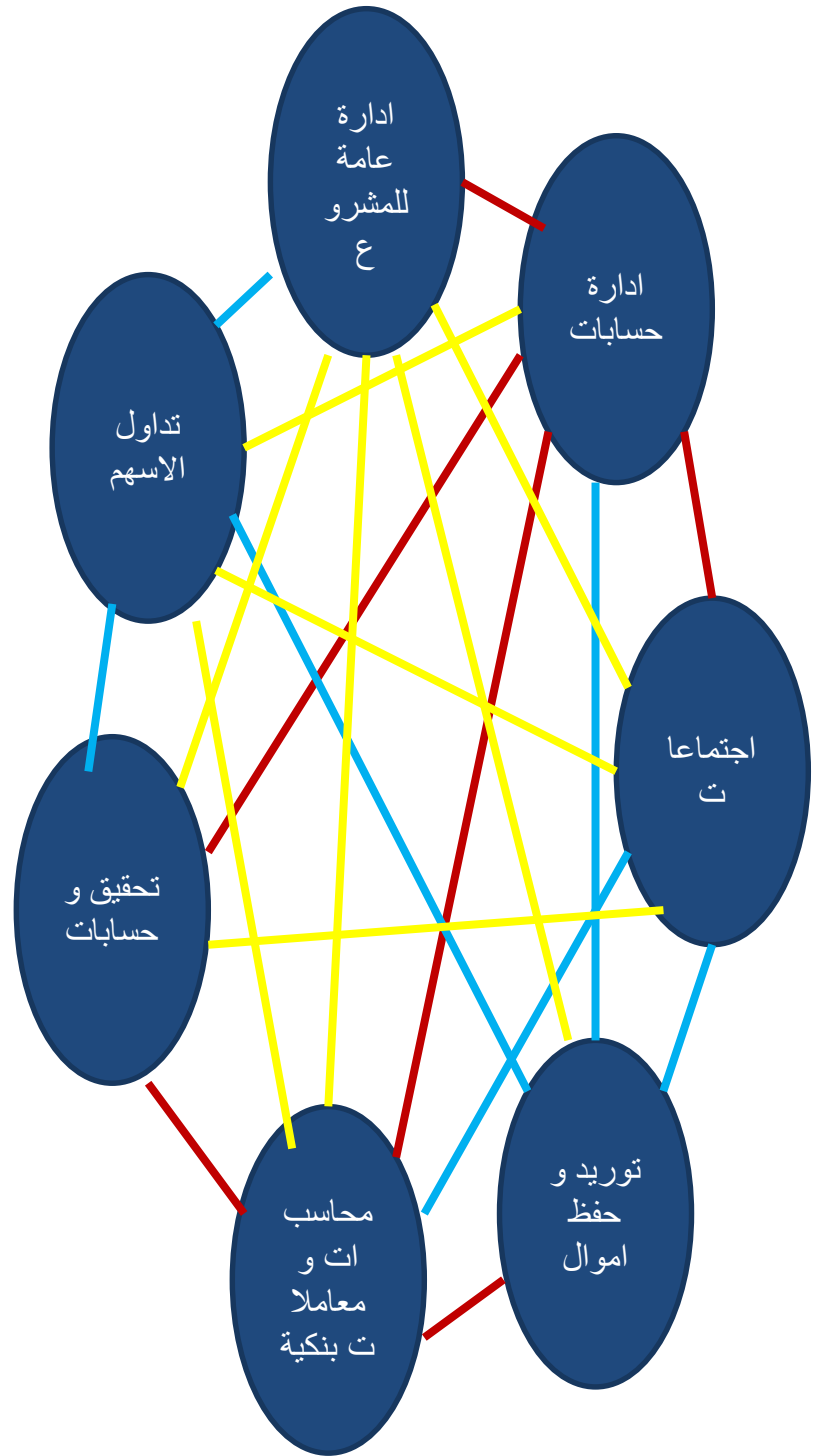 ادارة
عامة
للمشرو
ع
ادارة
حسابات
تداول
الاسهم
اجتماعا
ت
تحقيق و
حسابات
توريد و
حفظ
اموال
محاسب
ات و
معاملا
ت بنكية